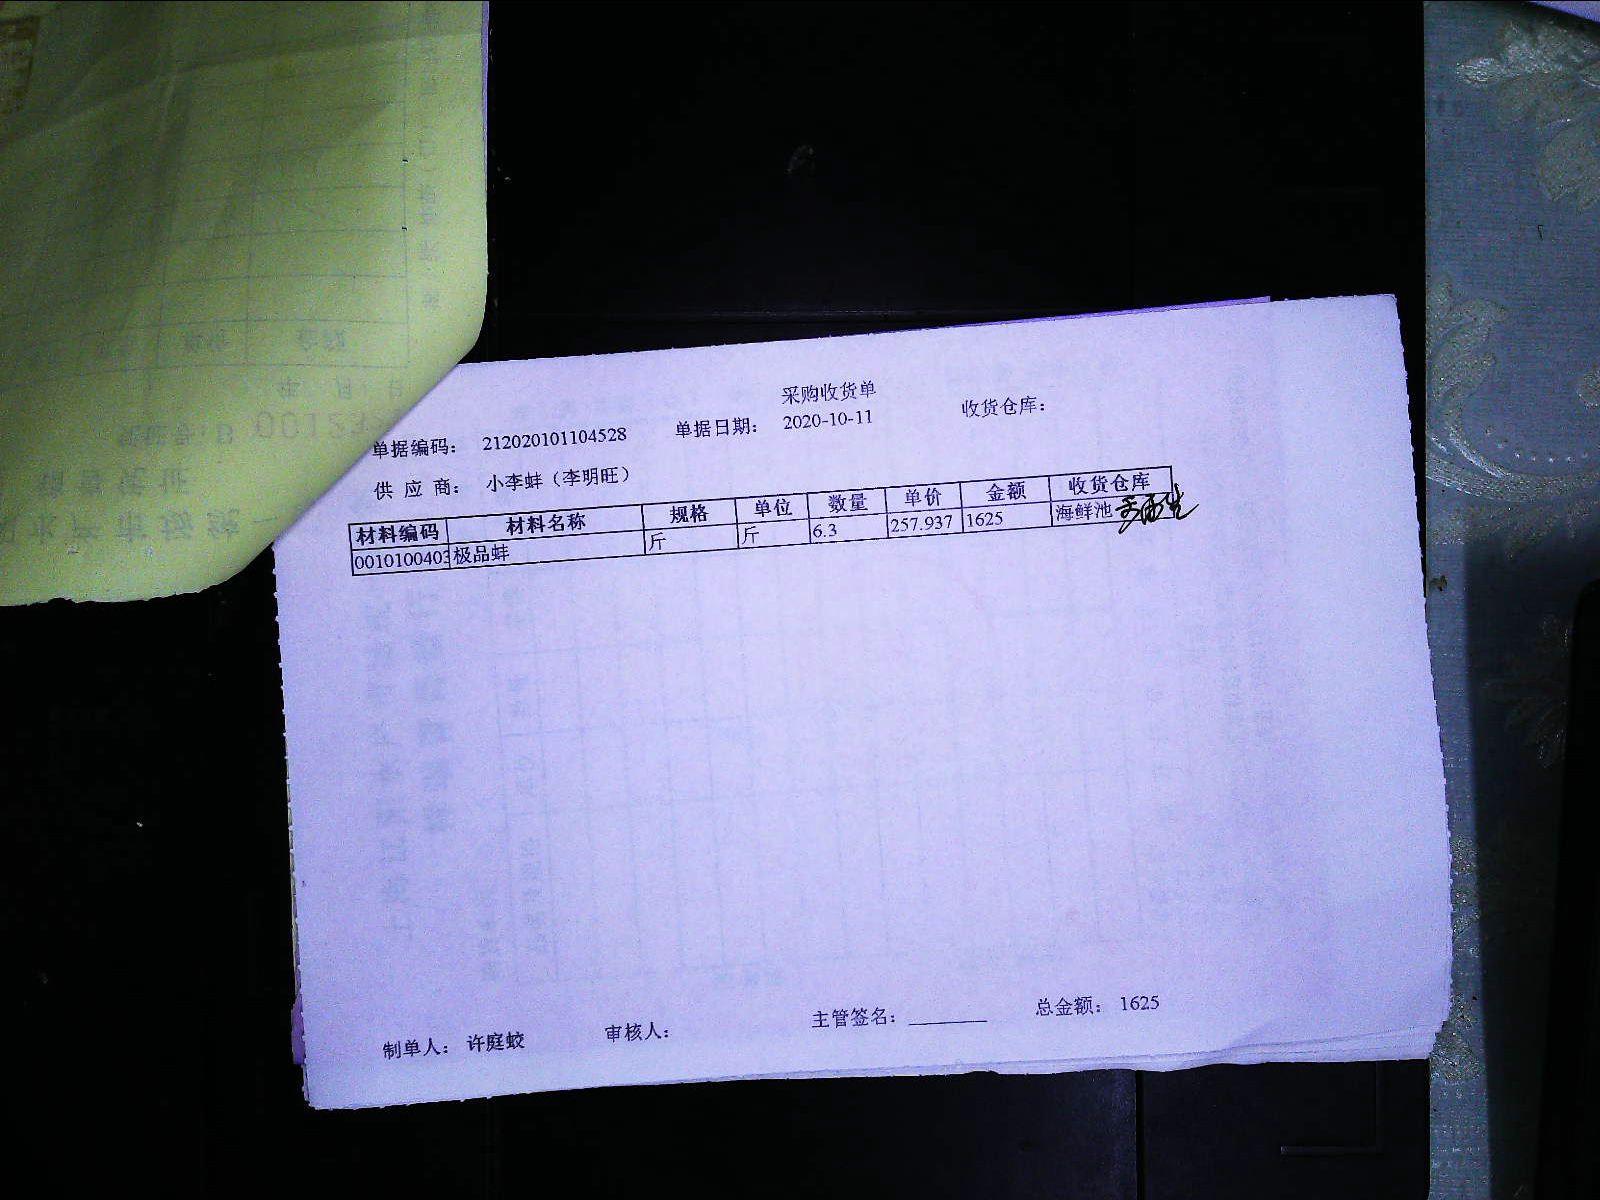 采购收货单
单据编码： 212020101104528 单据日期： 2020-10-11 收货仓库：
供 应 商： 小李蚌（李明旺）
材料编码 材料名称 规格 单位 数量 单价 金额 收货仓库
0010100403 极品蚌 斤 斤 6.3 257.937 1625 海鲜池
制单人： 许庭蛟 审核人： 主管签名： 总金额： 1625